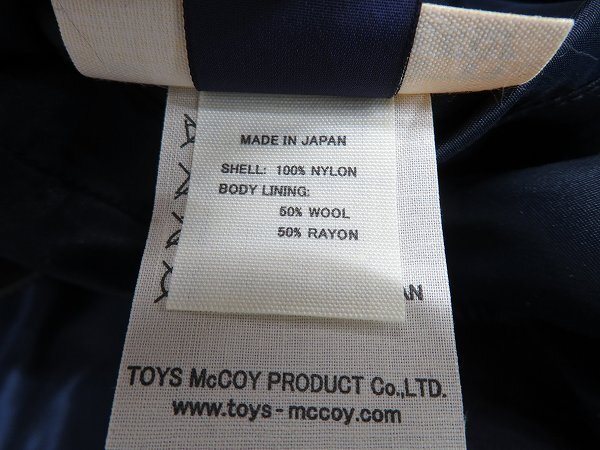 MADE IN JAPAN
SHELL: 100% NYLON
BODY LINING:
50% WOOL
50% RAYON
AN
TOYS McCOY PRODUCT Co.,LTD.
www.toys-mccoy.com